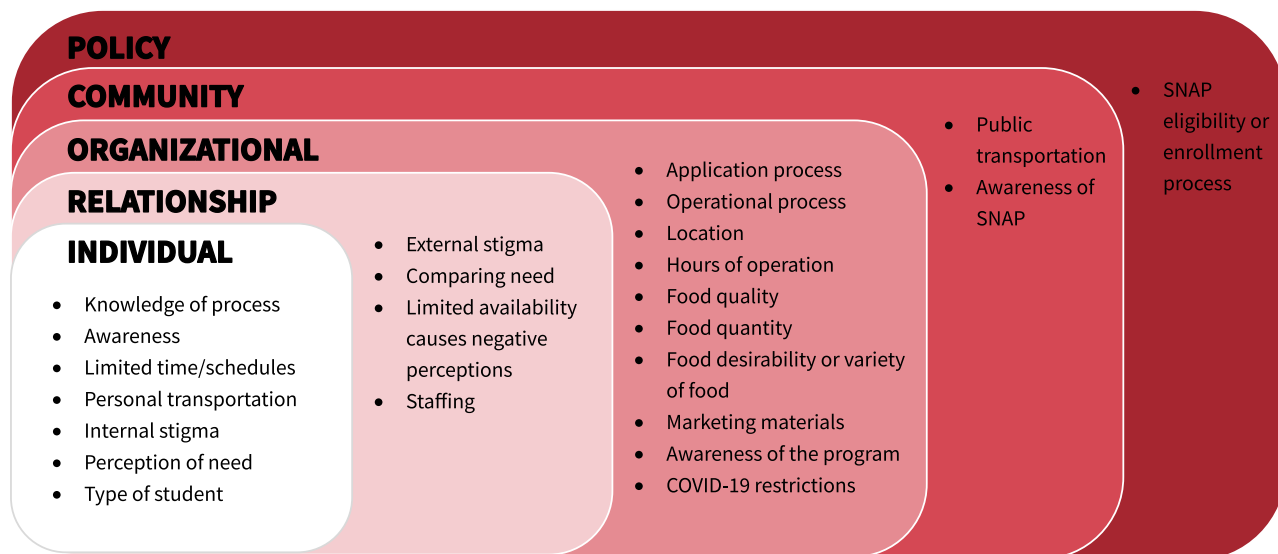 POLICY
COMMUNITY
ORGANIZATIONAL
RELATIONSHIP
INDIVIDUAL
• Knowledge of process
• Awareness
• Limited time/schedules
• Personal transportation
• Internal stigma
• Perception of need
• Type of student
• External stigma
• Comparing need
• Limited availability
causes negative
perceptions
• Staffing
• Application process
• Operational process
• Location
• Hours of operation
• Food quality
• Food quantity
• Food desirability or variety
of food
• Marketing materials
• Awareness of the program
• COVID-19 restrictions
• Public
transportation
• Awareness of
SNAP
• SNAP
eligibility or
enrollment
process